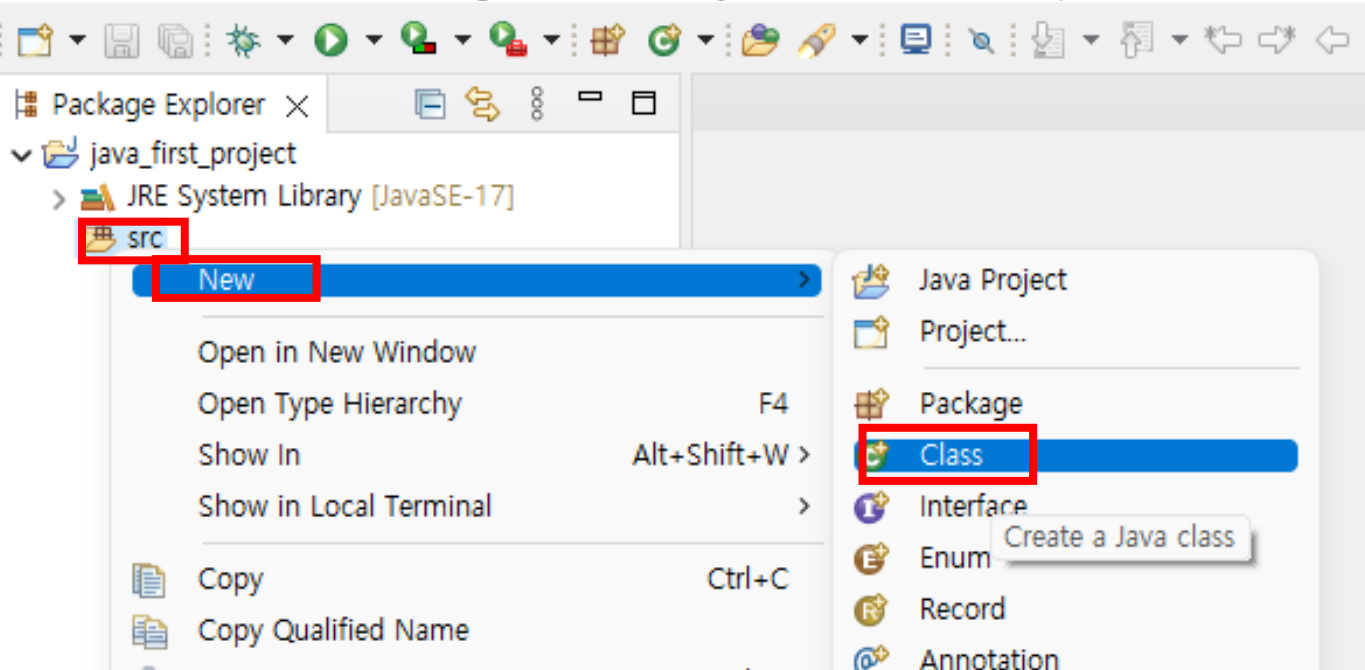 Package Explorer
java_first_project
JRE System Library [JavaSE-17]
src
New
Open in New Window
Open Type Hierarchy F4
Show In Alt+Shift+W >
Show in Local Terminal >
Copy Ctrl+C
Copy Qualified Name
Java Project
Project...
Package
Class
Interface
Create a Java class
Enum
Record
Annotation